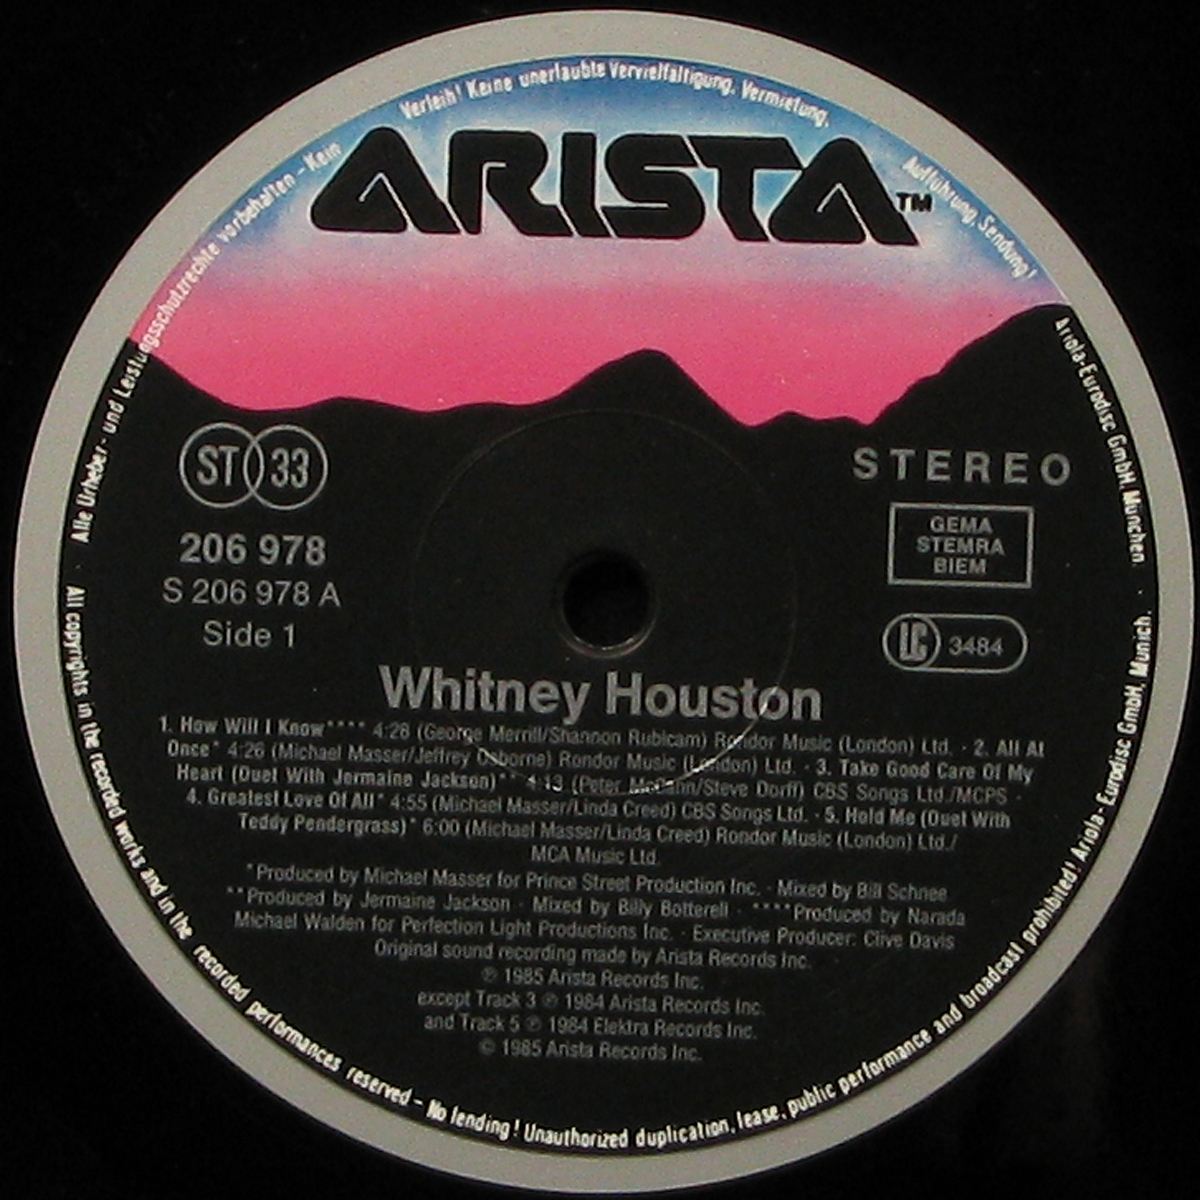 Alle Urheber- und Leistungsschutzrechte vorbehalten - Kein Verleih! Keine unerlaubte Vervielfältigung, Vermietung, Aufführung, Sendung! Ariola-Eurodisc GmbH, München.
ARISTA™
ST 33
STEREO
206 978
S 206 978 A
Side 1
GEMA
STEMRA
BIEM
LC 3484
Whitney Houston
1. How Will I Know**** 4:28 (George Merrill/Shannon Rubicam) Rondor Music (London) Ltd. · 2. All At
Once* 4:26 (Michael Masser/Jeffrey Osborne) Rondor Music (London) Ltd. · 3. Take Good Care Of My
Heart (Duet With Jermaine Jackson)** 4:13 (Peter McCann/Steve Dorff) CBS Songs Ltd./MCPS ·
4. Greatest Love Of All* 4:55 (Michael Masser/Linda Creed) CBS Songs Ltd. · 5. Hold Me (Duet With
Teddy Pendergrass)* 6:00 (Michael Masser/Linda Creed) Rondor Music (London) Ltd./
MCA Music Ltd.
*Produced by Michael Masser for Prince Street Production Inc. · Mixed by Bill Schnee
**Produced by Jermaine Jackson · Mixed by Billy Botterell · ****Produced by Narada
Michael Walden for Perfection Light Productions Inc. · Executive Producer: Clive Davis
Original sound recording made by Arista Records Inc.
℗ 1985 Arista Records Inc.
except Track 3 ℗ 1984 Arista Records Inc.
and Track 5 ℗ 1984 Elektra Records Inc.
© 1985 Arista Records Inc.
All copyrights in the recorded works and in the recorded performances reserved - No lending! Unauthorized duplication, lease, public performance and broadcast prohibited! Ariola-Eurodisc GmbH, Munich.